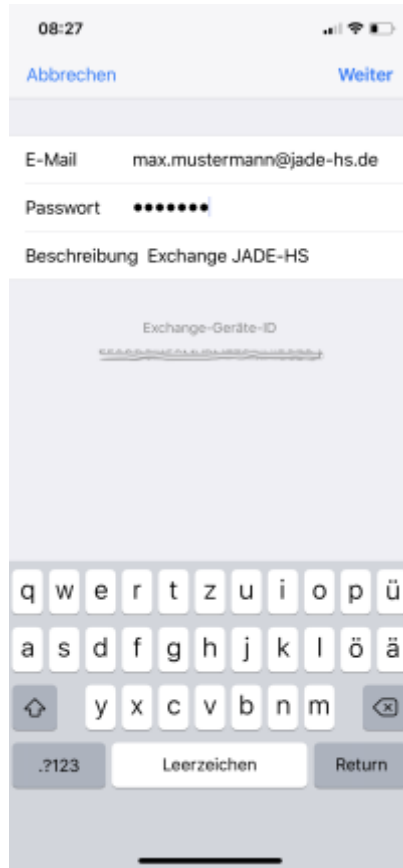 08:27
Abbrechen Weiter
E-Mail max.mustermann@jade-hs.de
Passwort •••••••
Beschreibung Exchange JADE-HS
Exchange-Geräte-ID
q w e r t z u i o p ü
a s d f g h j k l ö ä
y x c v b n m
.?123 Leerzeichen Return